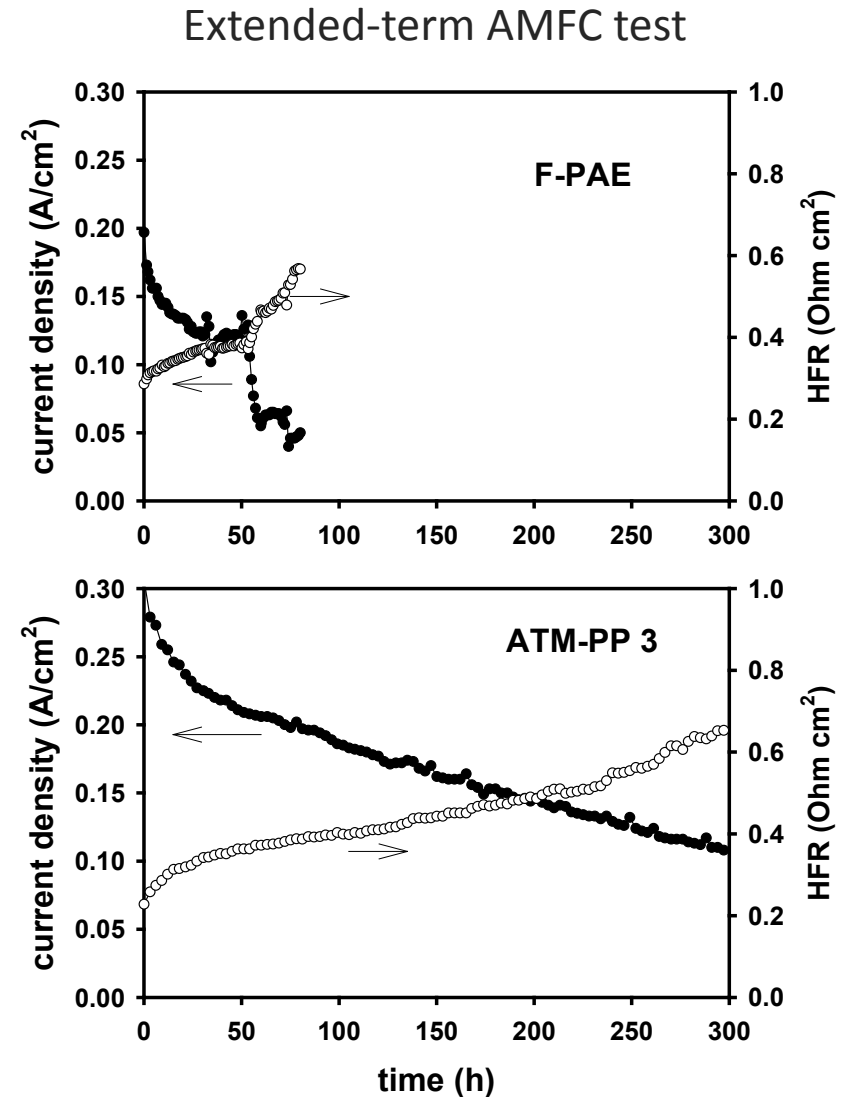 Extended-term AMFC test
0.30
0.25
0.20
0.15
0.10
0.05
0.00
current density (A/cm²)
1.0
0.8
0.6
0.4
0.2
0.0
HFR (Ohm cm²)
F-PAE
0 50 100 150 200 250 300
0.30
0.25
0.20
0.15
0.10
0.05
0.00
current density (A/cm²)
1.0
0.8
0.6
0.4
0.2
0.0
HFR (Ohm cm²)
ATM-PP 3
0 50 100 150 200 250 300
time (h)